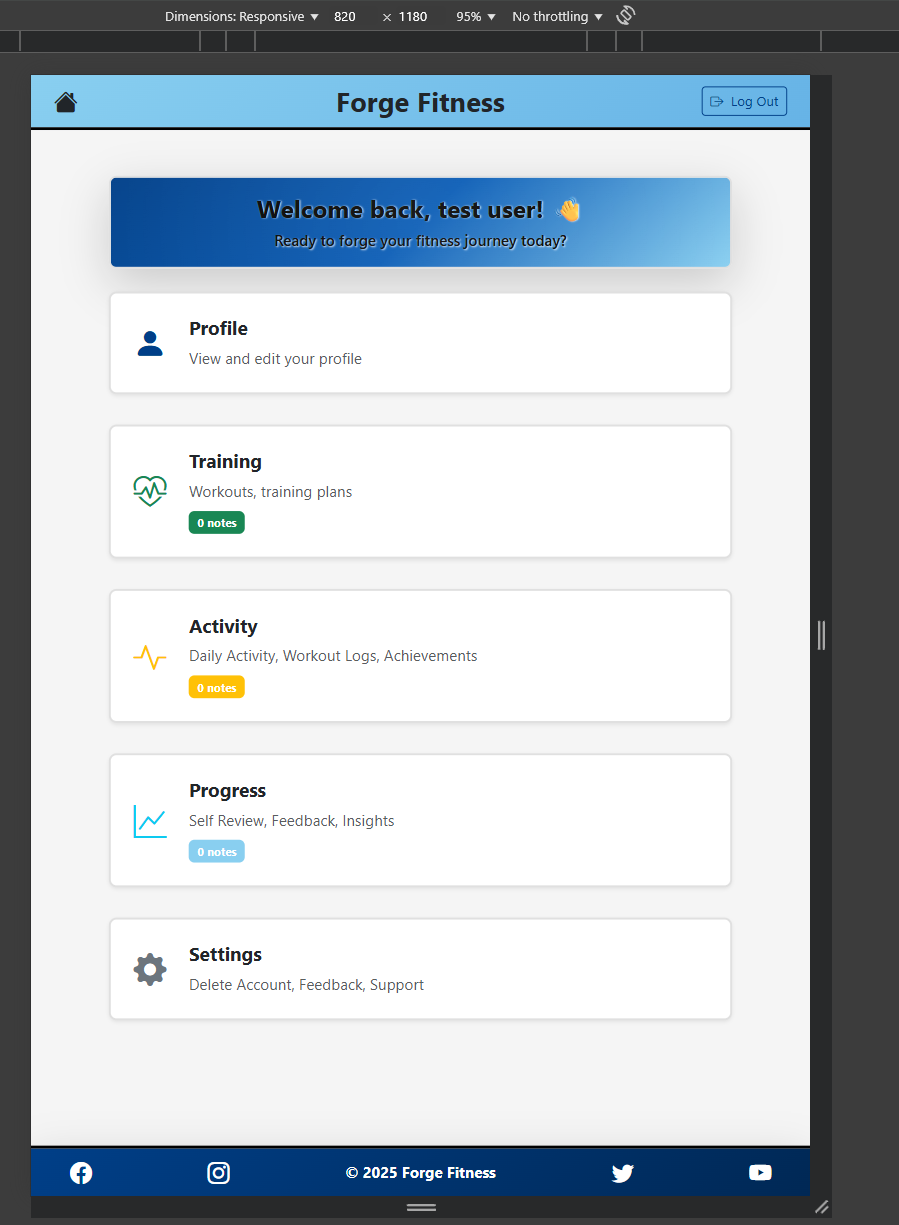 Dimensions: Responsive ▼ 820 × 1180 95% ▼ No throttling ▼
Forge Fitness
Log Out
Welcome back, test user! 👋
Ready to forge your fitness journey today?
Profile
View and edit your profile
Training
Workouts, training plans
0 notes
Activity
Daily Activity, Workout Logs, Achievements
0 notes
Progress
Self Review, Feedback, Insights
0 notes
Settings
Delete Account, Feedback, Support
© 2025 Forge Fitness